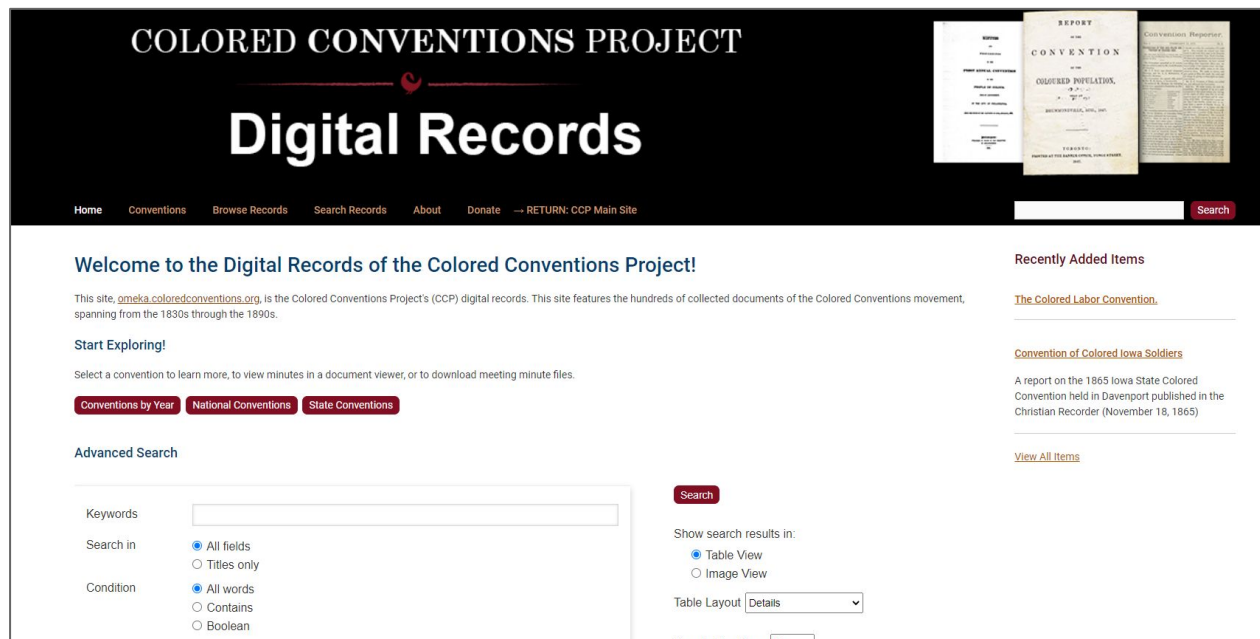 COLORED CONVENTIONS PROJECT
Digital Records
REPORT
OF THE
CONVENTION
OF THE
COLOURED POPULATION,
TORONTO:
1847.
Convention Reporter.
Home Conventions Browse Records Search Records About Donate → RETURN: CCP Main Site
Search
Welcome to the Digital Records of the Colored Conventions Project!
This site, omeka.coloredconventions.org, is the Colored Conventions Project's (CCP) digital records. This site features the hundreds of collected documents of the Colored Conventions movement,
spanning from the 1830s through the 1890s.
Start Exploring!
Select a convention to learn more, to view minutes in a document viewer, or to download meeting minute files.
Conventions by Year National Conventions State Conventions
Advanced Search
Keywords
Search in
All fields
Titles only
Condition
All words
Contains
Boolean
Search
Show search results in:
Table View
Image View
Table Layout Details
Recently Added Items
The Colored Labor Convention.
Convention of Colored Iowa Soldiers
A report on the 1865 Iowa State Colored
Convention held in Davenport published in the
Christian Recorder (November 18, 1865)
View All Items